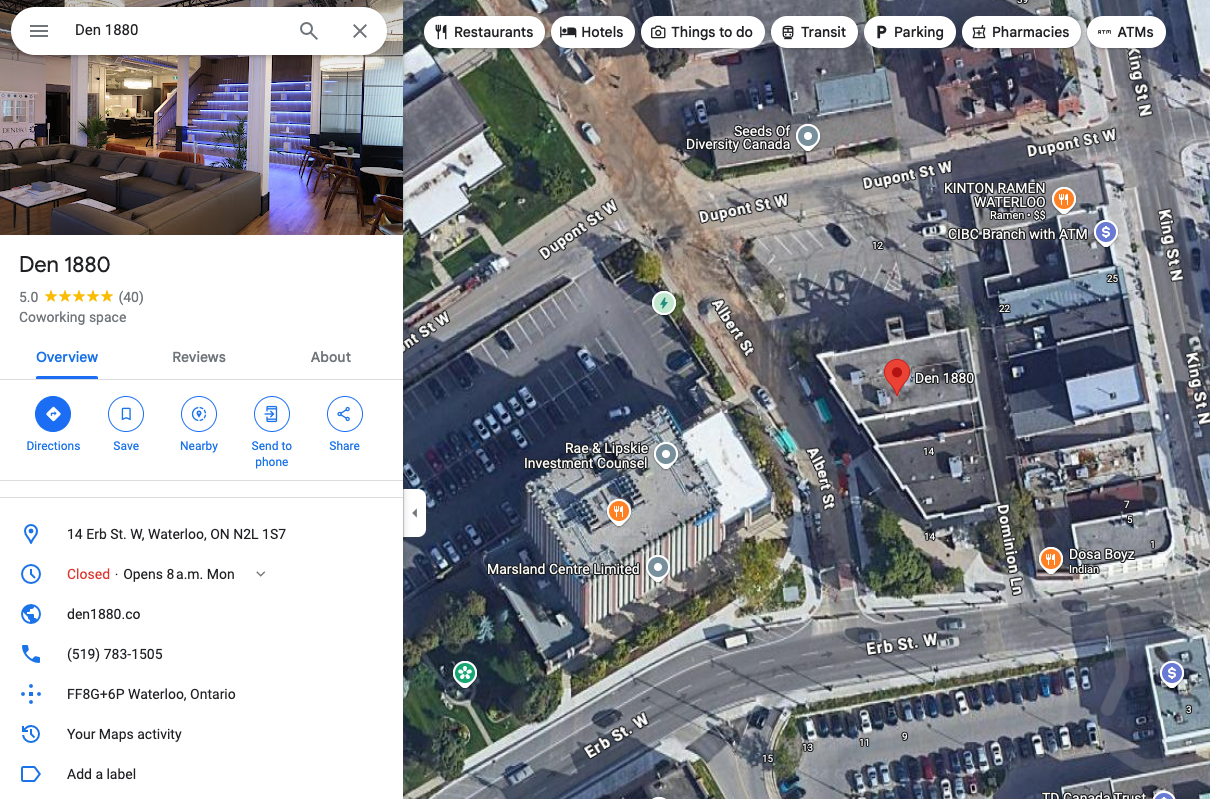 Den 1880
Restaurants
Hotels
Things to do
Transit
Parking
Pharmacies
ATMs
Den 1880
5.0
(40)
Coworking space
Overview
Reviews
About
Directions
Save
Nearby
Send to
phone
Share
14 Erb St. W, Waterloo, ON N2L 1S7
Closed · Opens 8 a.m. Mon
den1880.co
(519) 783-1505
FF8G+6P Waterloo, Ontario
Your Maps activity
Add a label
King St N
Seeds Of
Diversity Canada
Dupont St W
Dupont St W
KINTON RAMEN
WATERLOO
Ramen • $$
Dupont St W
Dupont St W
CIBC Branch with ATM
King St N
12
25
22
Albert St
nt St W
Den 1880
King St N
Rae & Lipskie
Investment Counsel
14
Albert St
7
5
1
14
Dominion Ln
Dosa Boyz
Indian
Marsland Centre Limited
Erb St. W
Erb St. W
3
9
11
13
15
TD Canada Trust